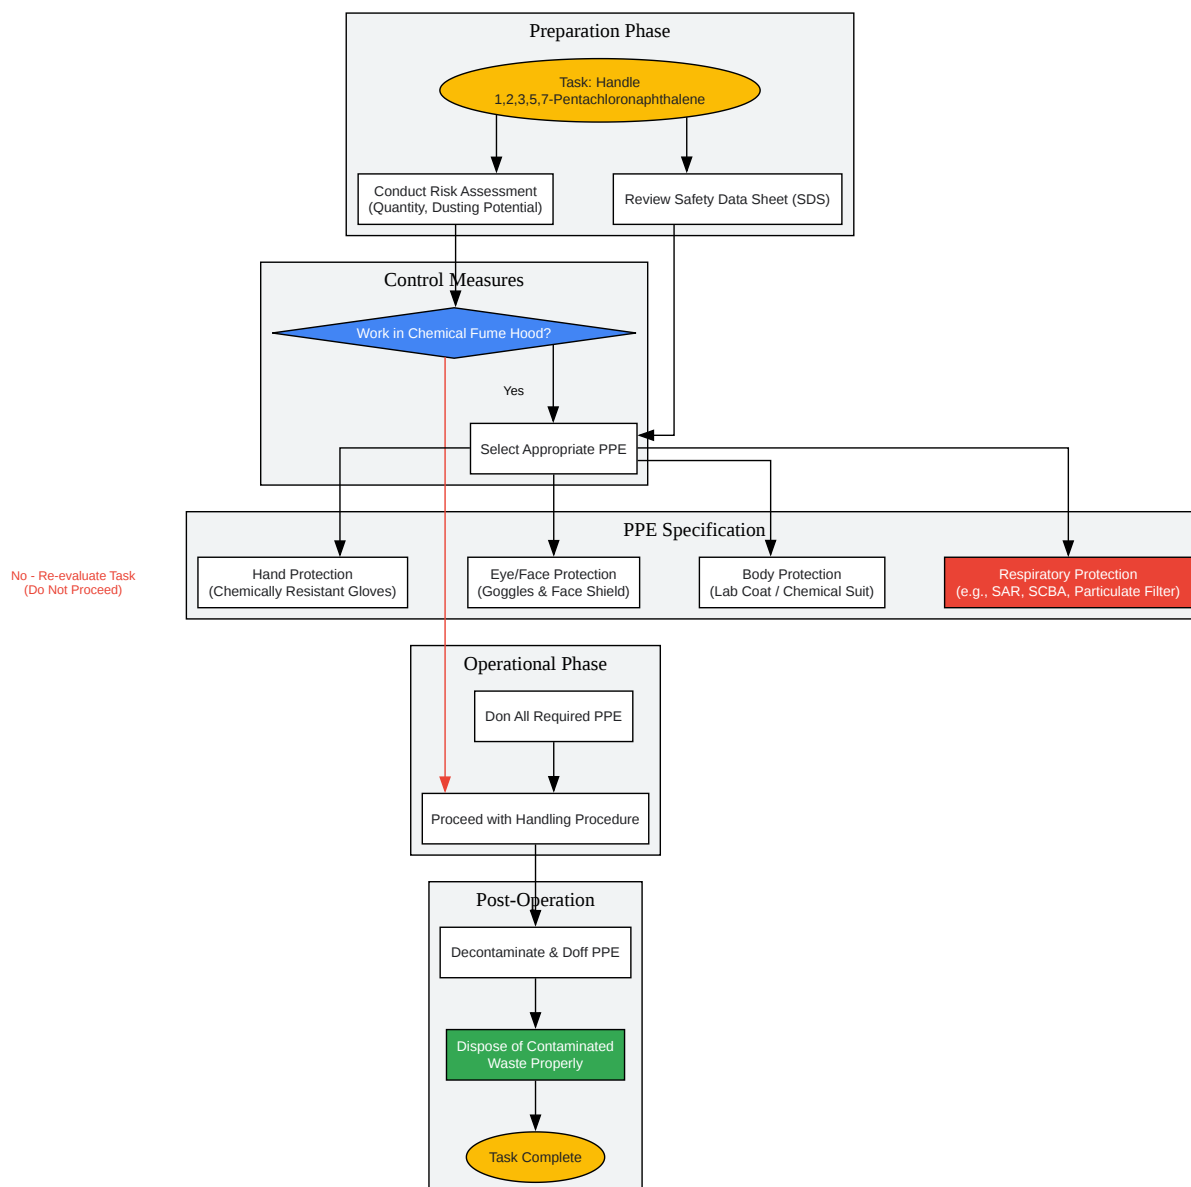 Preparation Phase
Task: Handle
1,2,3,5,7-Pentachloronaphthalene
Conduct Risk Assessment
(Quantity, Dusting Potential)
Review Safety Data Sheet (SDS)
Control Measures
Work in Chemical Fume Hood?
Yes
Select Appropriate PPE
PPE Specification
No - Re-evaluate Task
(Do Not Proceed)
Hand Protection
(Chemically Resistant Gloves)
Eye/Face Protection
(Goggles & Face Shield)
Body Protection
(Lab Coat / Chemical Suit)
Respiratory Protection
(e.g., SAR, SCBA, Particulate Filter)
Operational Phase
Don All Required PPE
Proceed with Handling Procedure
Post-Operation
Decontaminate & Doff PPE
Dispose of Contaminated
Waste Properly
Task Complete